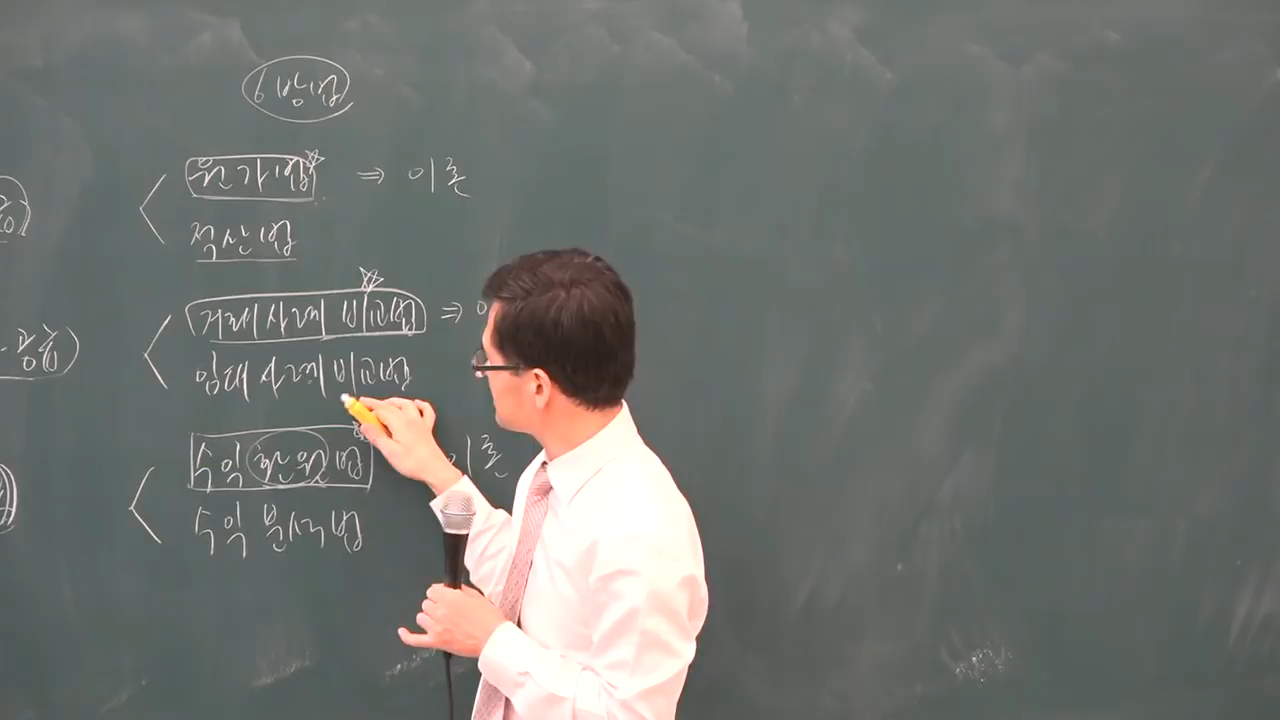 6방법
원가법 ⇒ 이론
적산법
거래사례 비교법 ⇒
임대사례 비교법
수익환원법 이론
수익분석법